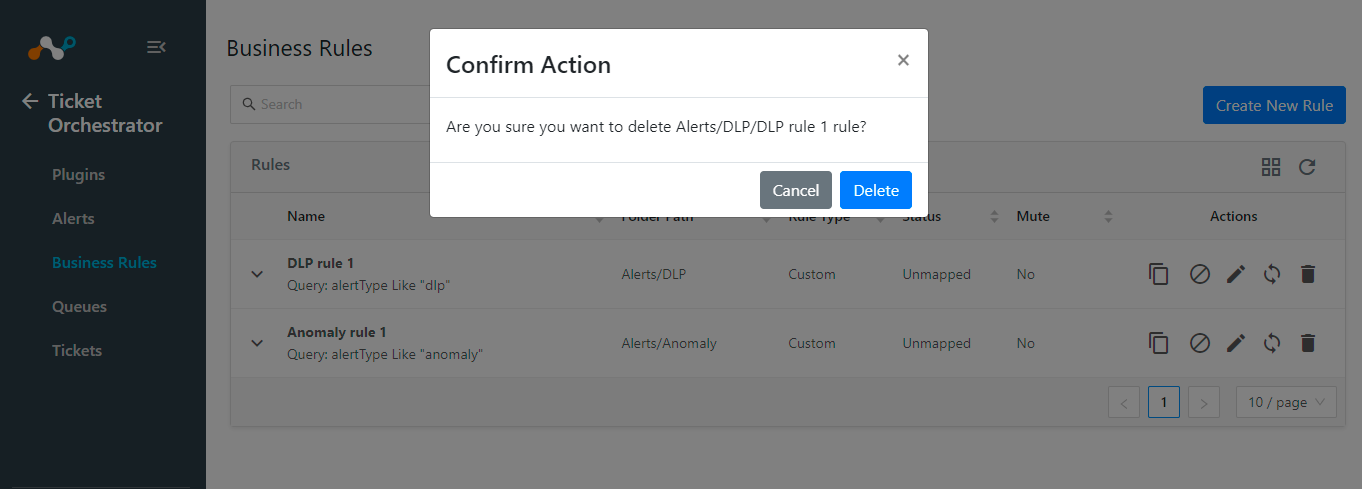 Ticket
Orchestrator
Plugins
Alerts
Business Rules
Queues
Tickets
Business Rules
Search
Create New Rule
Confirm Action
×
Are you sure you want to delete Alerts/DLP/DLP rule 1 rule?
Cancel Delete
Rules
Name Folder Path Rule Type Status Mute Actions
DLP rule 1
Query: alertType Like "dlp"
Alerts/DLP Custom Unmapped No
Anomaly rule 1
Query: alertType Like "anomaly"
Alerts/Anomaly Custom Unmapped No
< 1 > 10 / page